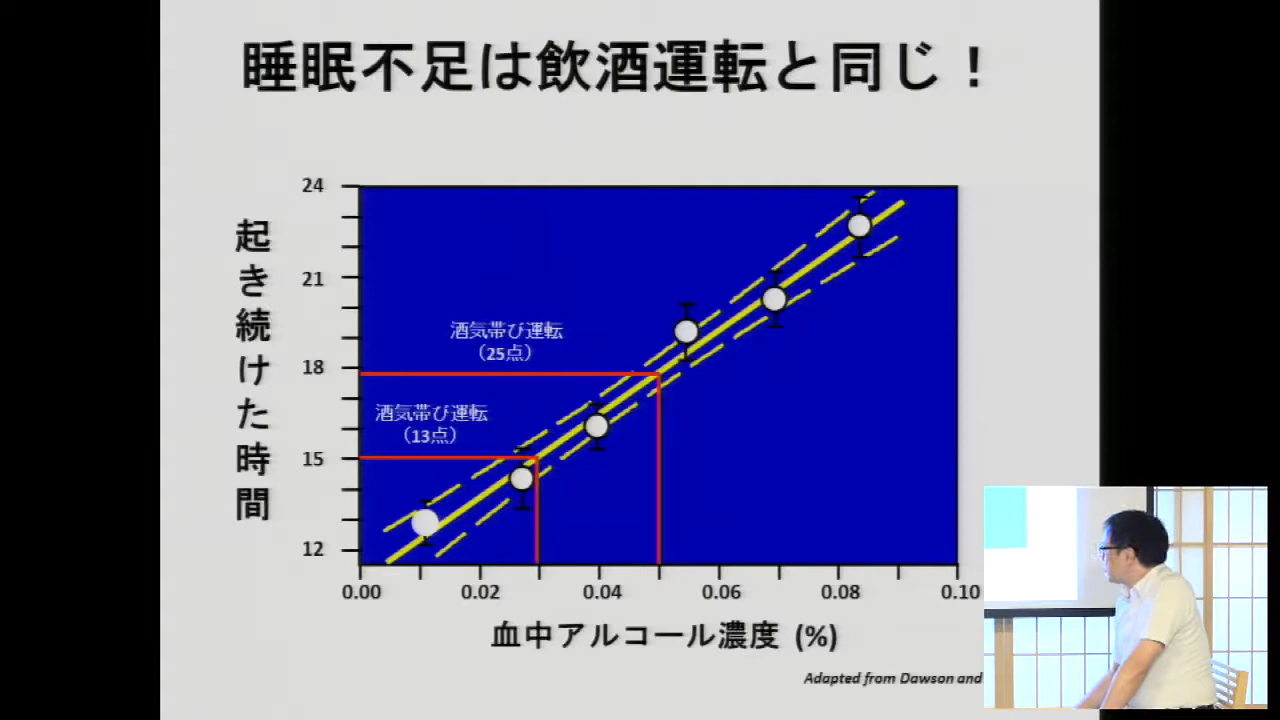 睡眠不足は飲酒運転と同じ！
起き続けた時間
24
21
18
15
12
酒気帯び運転
（25点）
酒気帯び運転
（13点）
0.00
0.02
0.04
0.06
0.08
0.10
血中アルコール濃度 (%)
Adapted from Dawson and